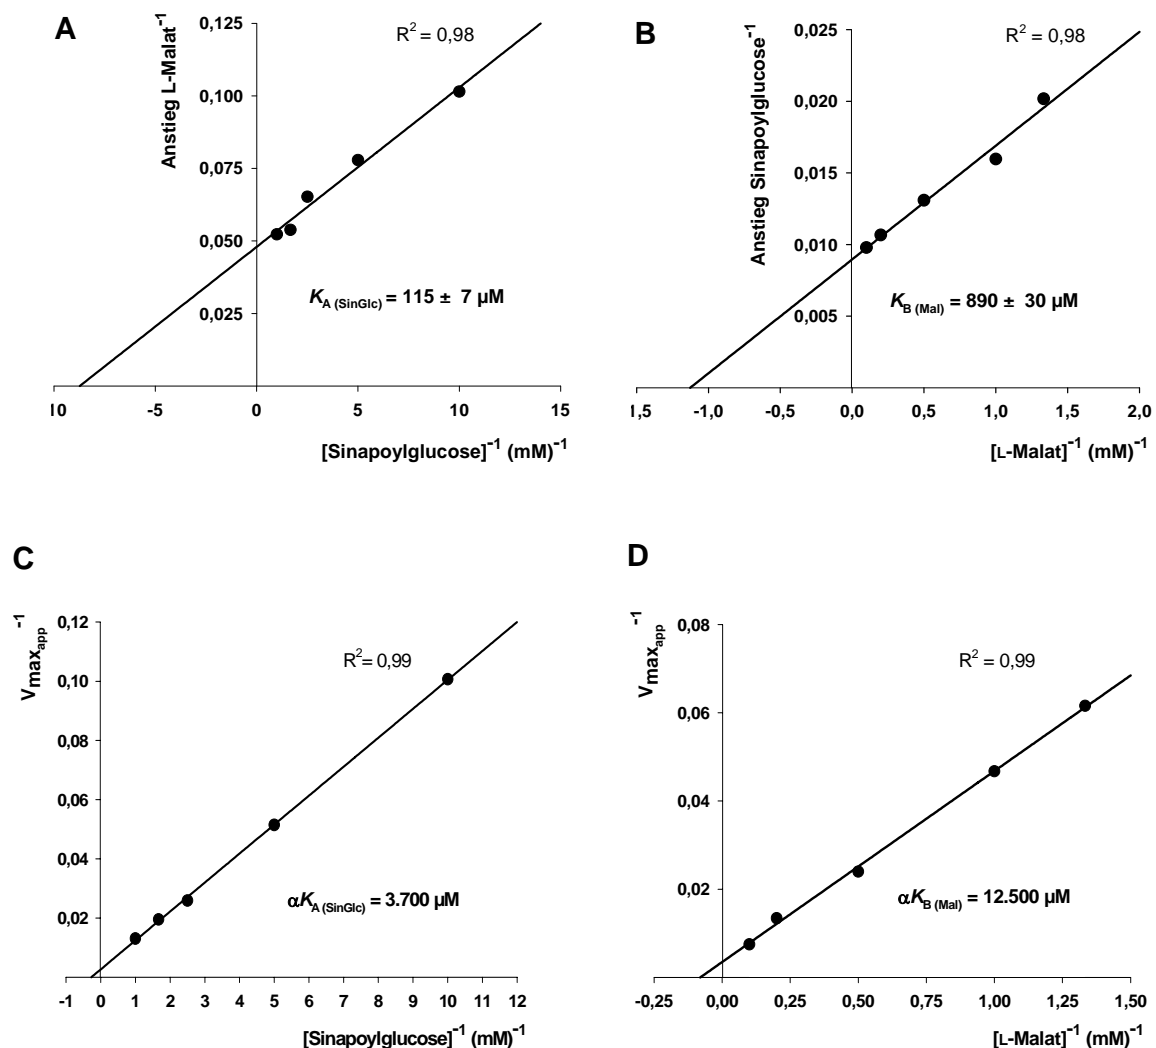 A
Anstieg L-Malat⁻¹
0,125
0,100
0,075
0,050
0,025
R² = 0,98
K_A (SinGlc) = 115 ± 7 µM
10 -5 0 5 10 15
[Sinapoylglucose]⁻¹ (mM)⁻¹
B
Anstieg Sinapoylglucose⁻¹
0,025
0,020
0,015
0,010
0,005
R² = 0,98
K_B (Mal) = 890 ± 30 µM
1,5 -1,0 -0,5 0,0 0,5 1,0 1,5 2,0
[L-Malat]⁻¹ (mM)⁻¹
C
Vmax_app⁻¹
0,12
0,10
0,08
0,06
0,04
0,02
R² = 0,99
αK_A (SinGlc) = 3.700 µM
-1 0 1 2 3 4 5 6 7 8 9 10 11 12
[Sinapoylglucose]⁻¹ (mM)⁻¹
D
Vmax_app⁻¹
0,08
0,06
0,04
0,02
R² = 0,99
αK_B (Mal) = 12.500 µM
-0,25 0,00 0,25 0,50 0,75 1,00 1,25 1,50
[L-Malat]⁻¹ (mM)⁻¹